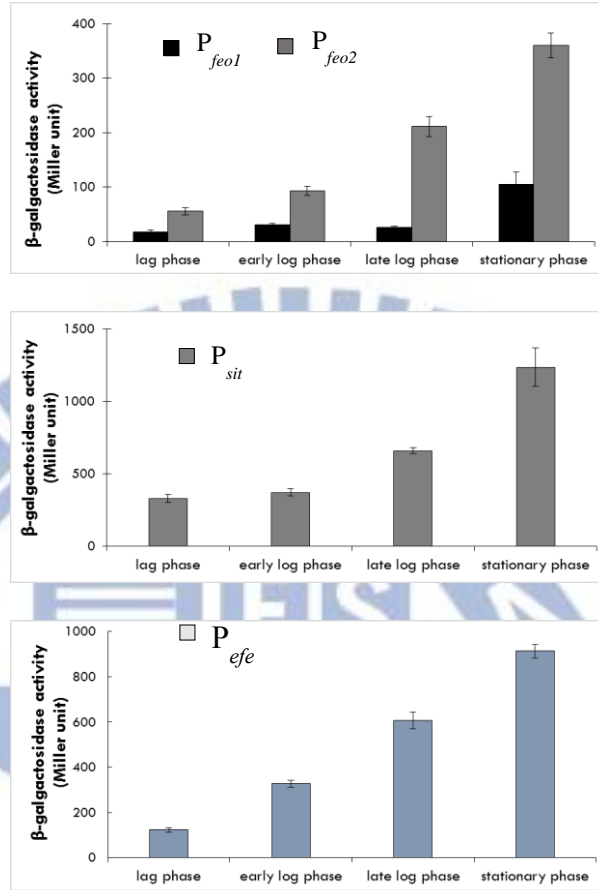 P feo1 P feo2
β-galgactosidase activity
(Miller unit)
400
300
200
100
0
lag phase early log phase late log phase stationary phase
P sit
β-galgactosidase activity
(Miller unit)
1500
1000
500
0
lag phase early log phase late log phase stationary phase
P efe
β-galgactosidase activity
(Miller unit)
1000
800
600
400
200
0
lag phase early log phase late log phase stationary phase